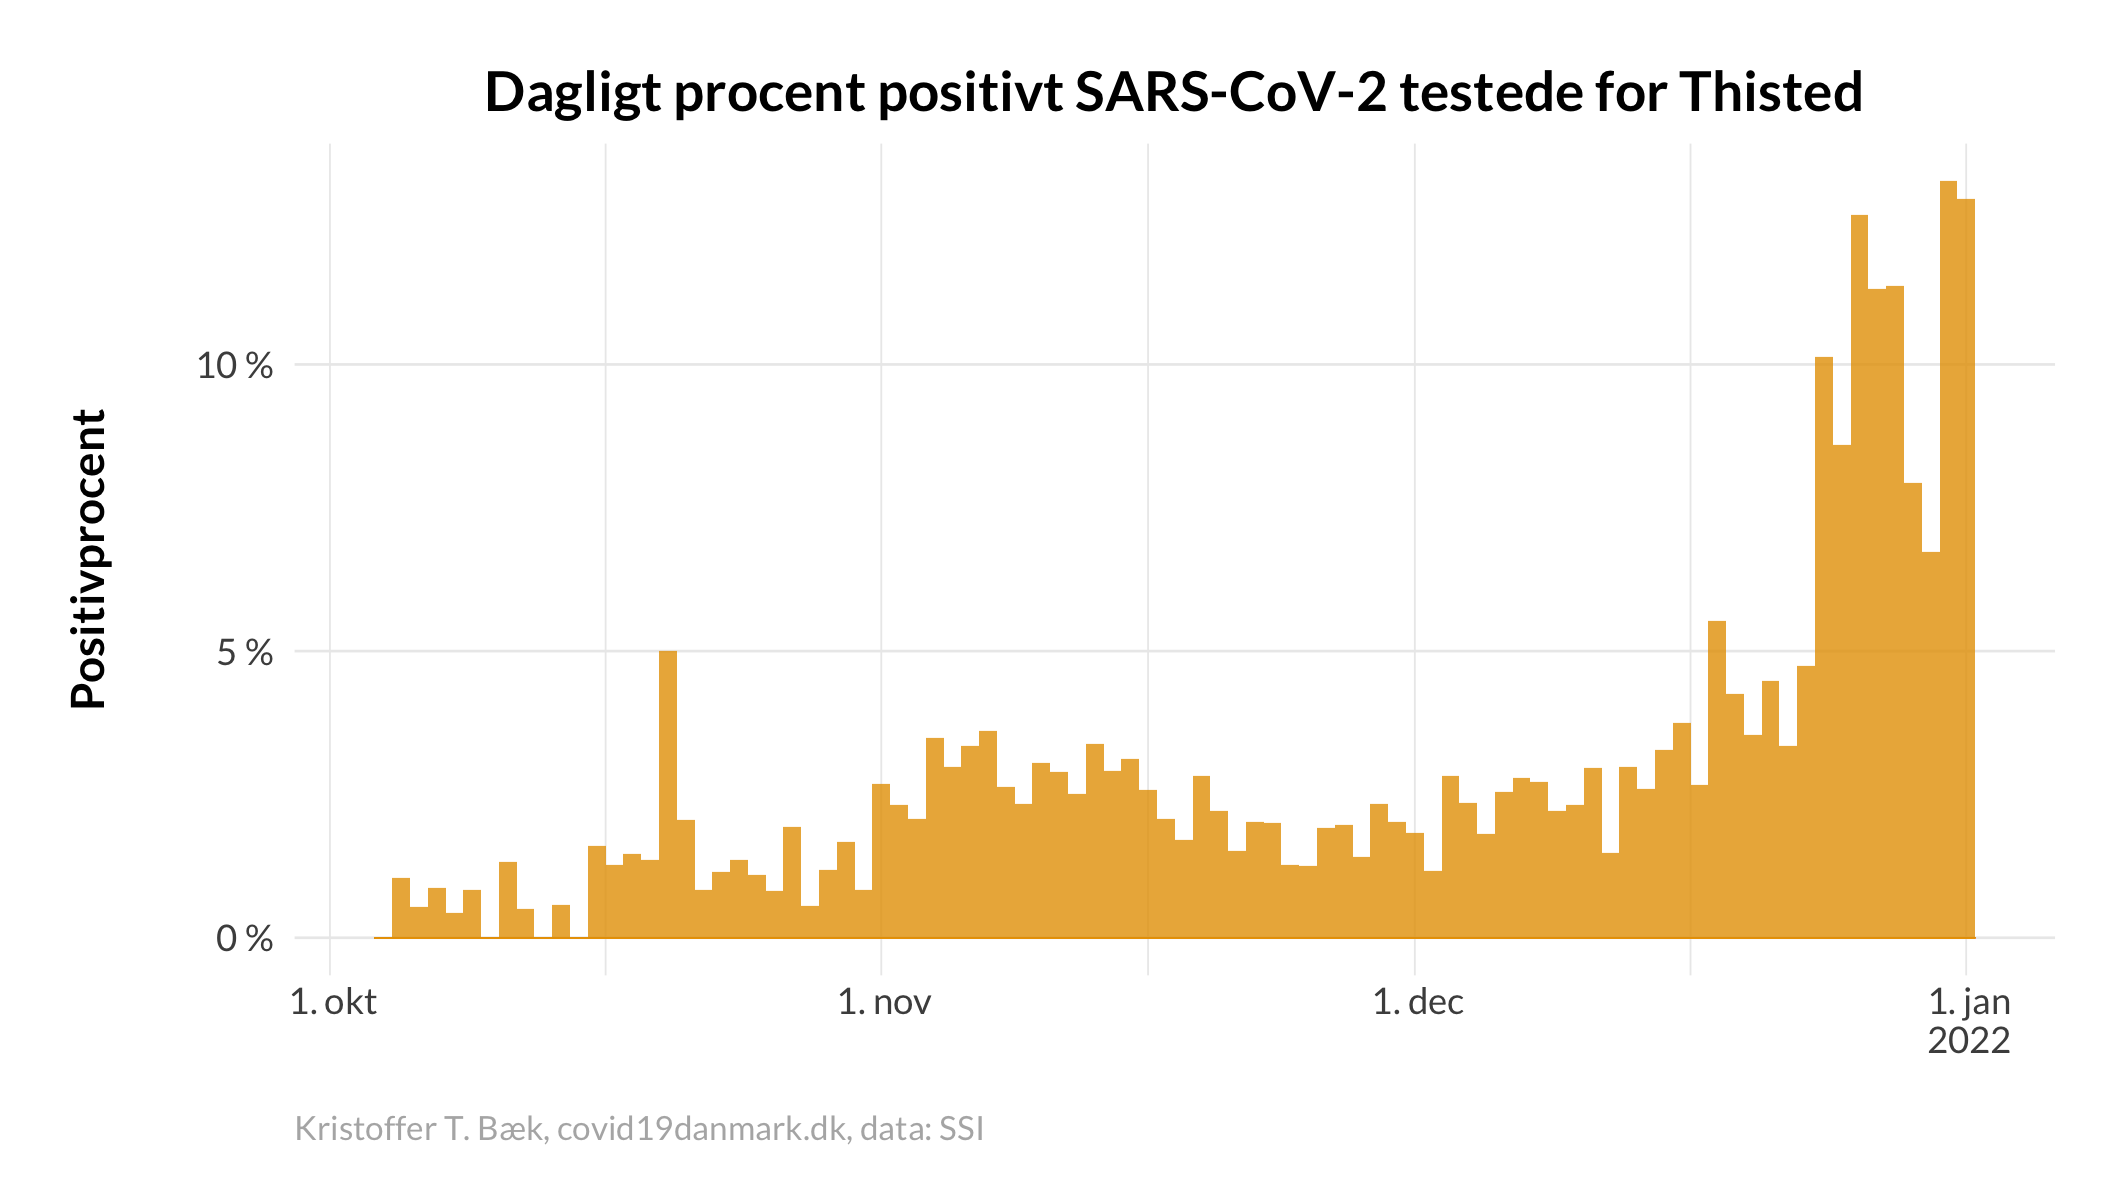 Dagligt procent positivt SARS-CoV-2 testede for Thisted
Positivprocent
10 %
5 %
0 %
1. okt
1. nov
1. dec
1. jan
2022
Kristoffer T. Bæk, covid19danmark.dk, data: SSI